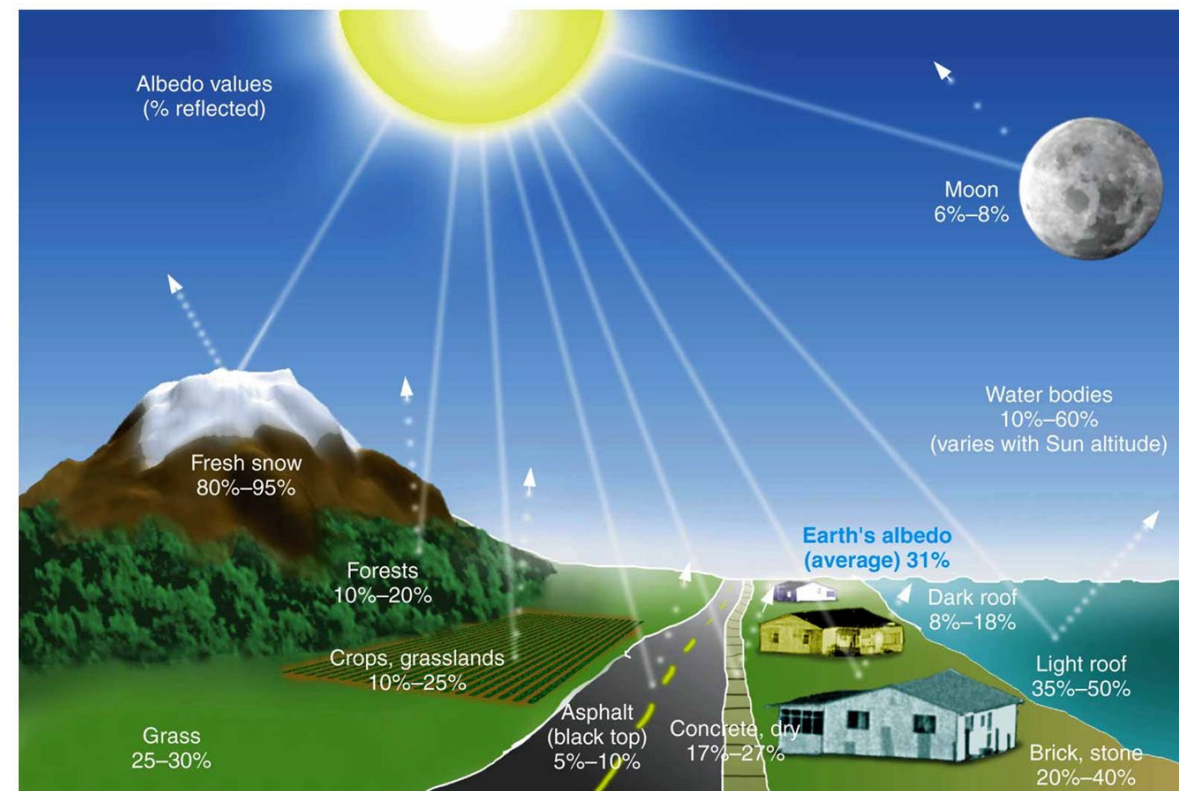 Albedo values
(% reflected)
Moon
6%–8%
Water bodies
10%–60%
(varies with Sun altitude)
Fresh snow
80%–95%
Earth's albedo
(average) 31%
Forests
10%–20%
Dark roof
8%–18%
Crops, grasslands
10%–25%
Light roof
35%–50%
Asphalt
(black top)
5%–10%
Concrete, dry
17%–27%
Grass
25–30%
Brick, stone
20%–40%